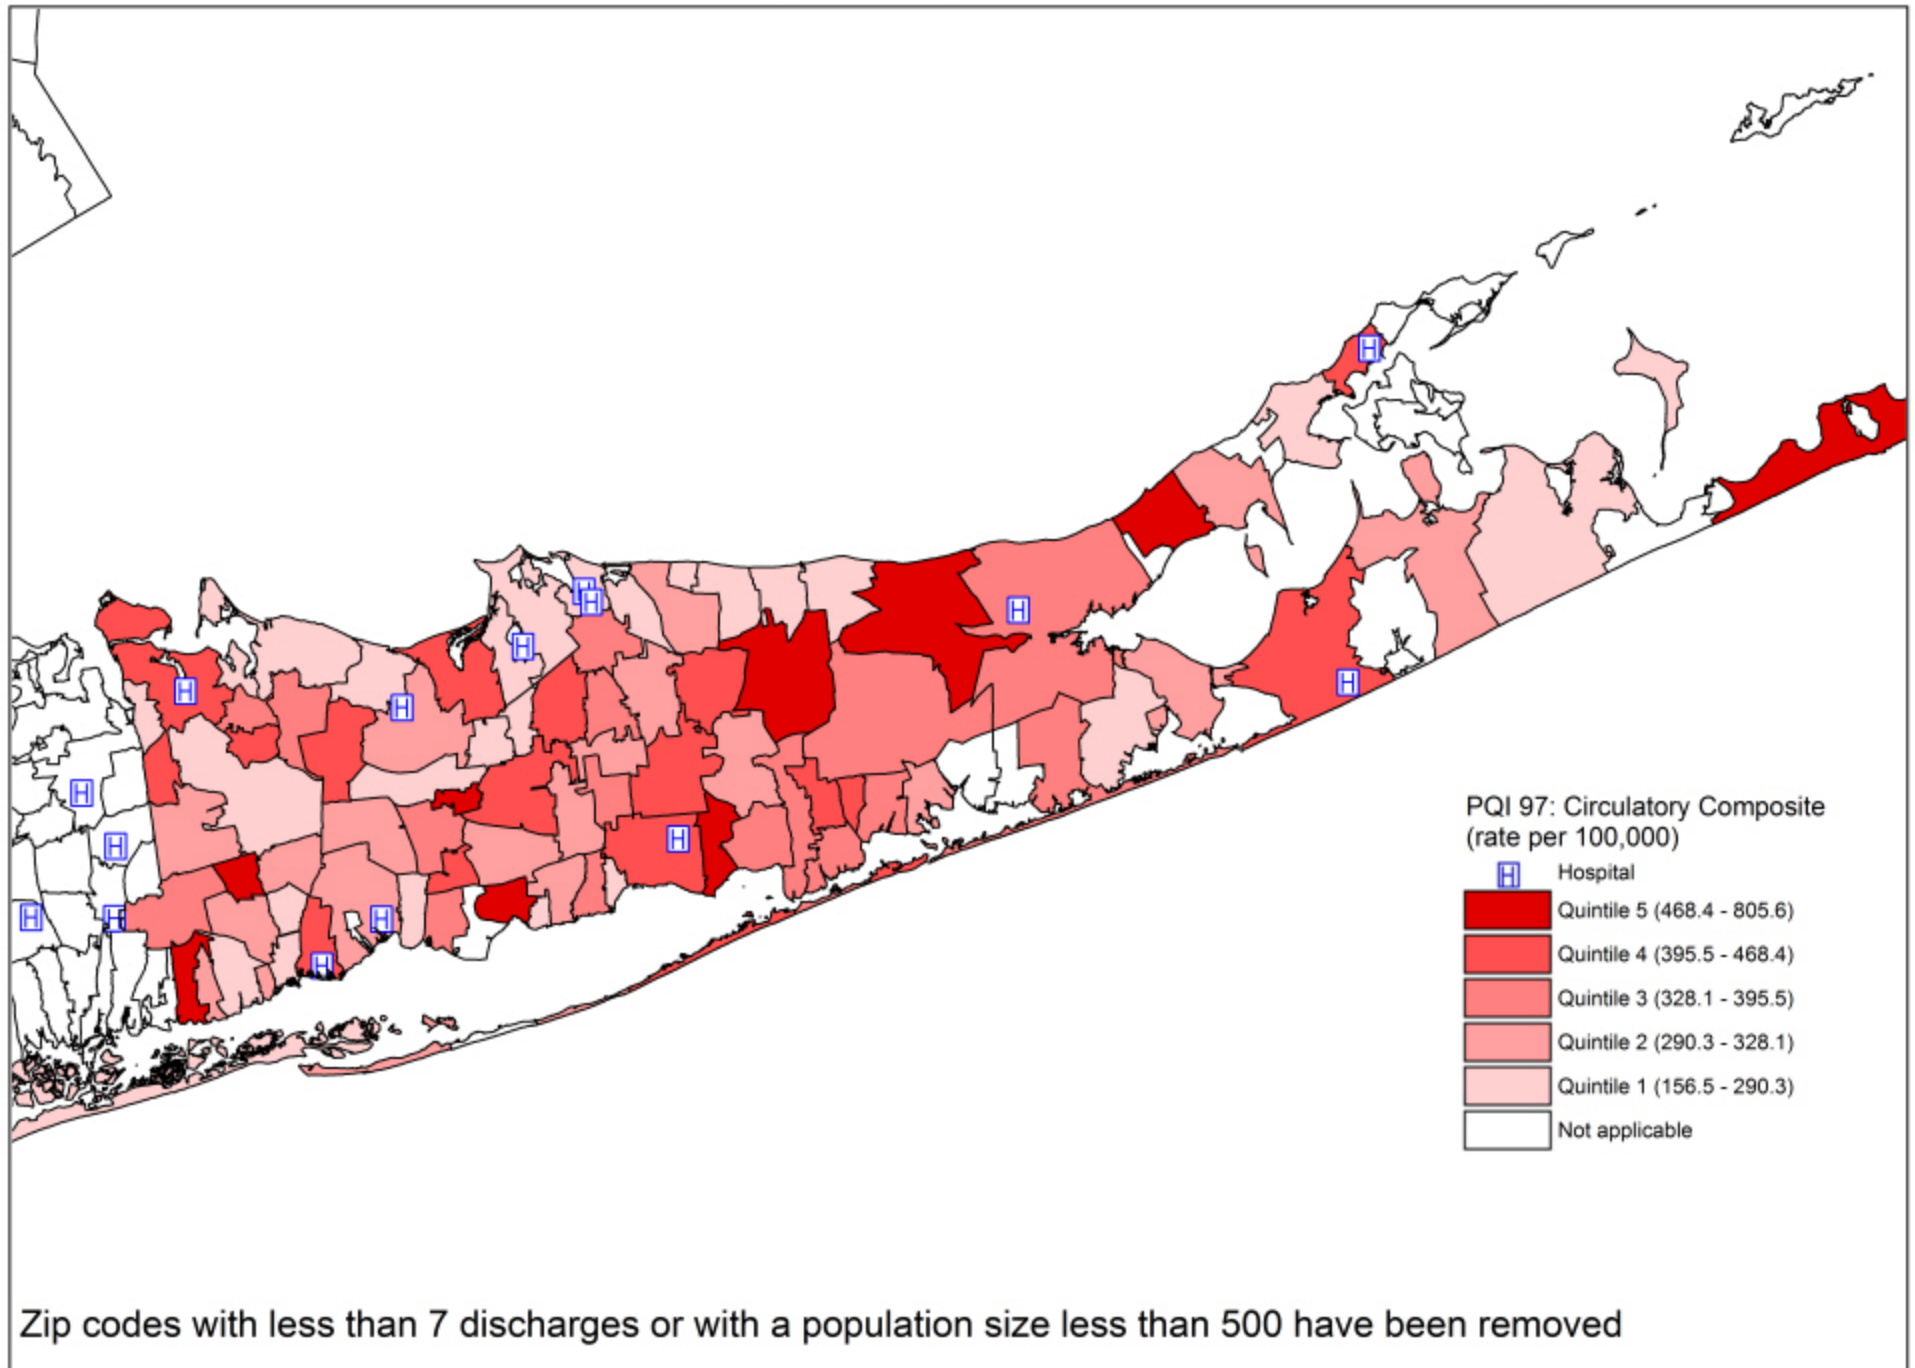 PQI 97: Circulatory Composite
(rate per 100,000)
H Hospital
Quintile 5 (468.4 - 805.6)
Quintile 4 (395.5 - 468.4)
Quintile 3 (328.1 - 395.5)
Quintile 2 (290.3 - 328.1)
Quintile 1 (156.5 - 290.3)
Not applicable
Zip codes with less than 7 discharges or with a population size less than 500 have been removed